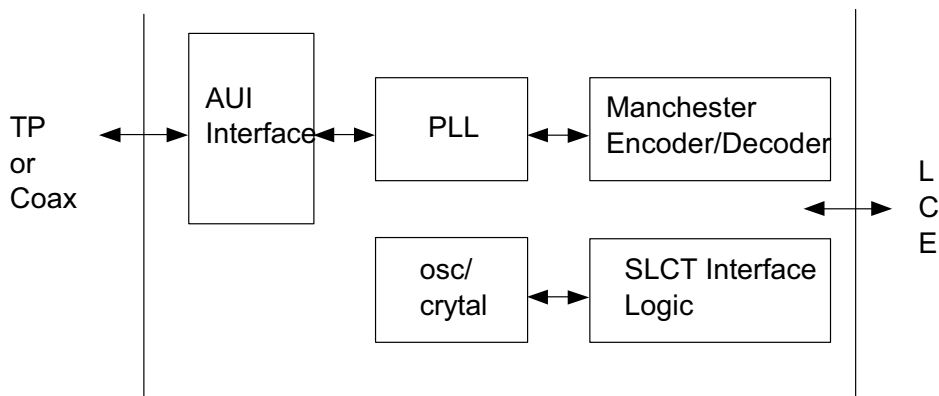 TP
or
Coax
AUI
Interface
PLL
Manchester
Encoder/Decoder
osc/
crytal
SLCT Interface
Logic
L
C
E